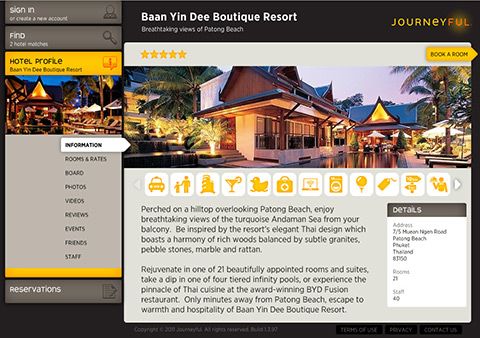 sign in
or create a new account
find
2 hotel matches
Hotel Profile
Baan Yin Dee Boutique Resort
INFORMATION
ROOMS & RATES
BOARD
PHOTOS
VIDEOS
REVIEWS
EVENTS
FRIENDS
STAFF
reservations
Baan Yin Dee Boutique Resort
Breathtaking views of Patong Beach
JOURNEYFUL
BOOK A ROOM
Perched on a hilltop overlooking Patong Beach, enjoy
breathtaking views of the turquoise Andaman Sea from your
balcony. Be inspired by the resort's elegant Thai design which
boasts a harmony of rich woods balanced by subtle granites,
pebble stones, marble and rattan.
Rejuvenate in one of 21 beautifully appointed rooms and suites,
take a dip in one of four tiered infinity pools, or experience the
pinnacle of Thai cuisine at the award-winning BYD Fusion
restaurant. Only minutes away from Patong Beach, escape to
warmth and hospitality of Baan Yin Dee Boutique Resort.
Details
Address
7/5 Muean Ngen Road
Patong Beach
Phuket
Thailand
83150
Rooms
21
Staff
40
Copyright © 2011 Journeyful. All rights reserved. Build 1.3.97
TERMS OF USE
PRIVACY
CONTACT US